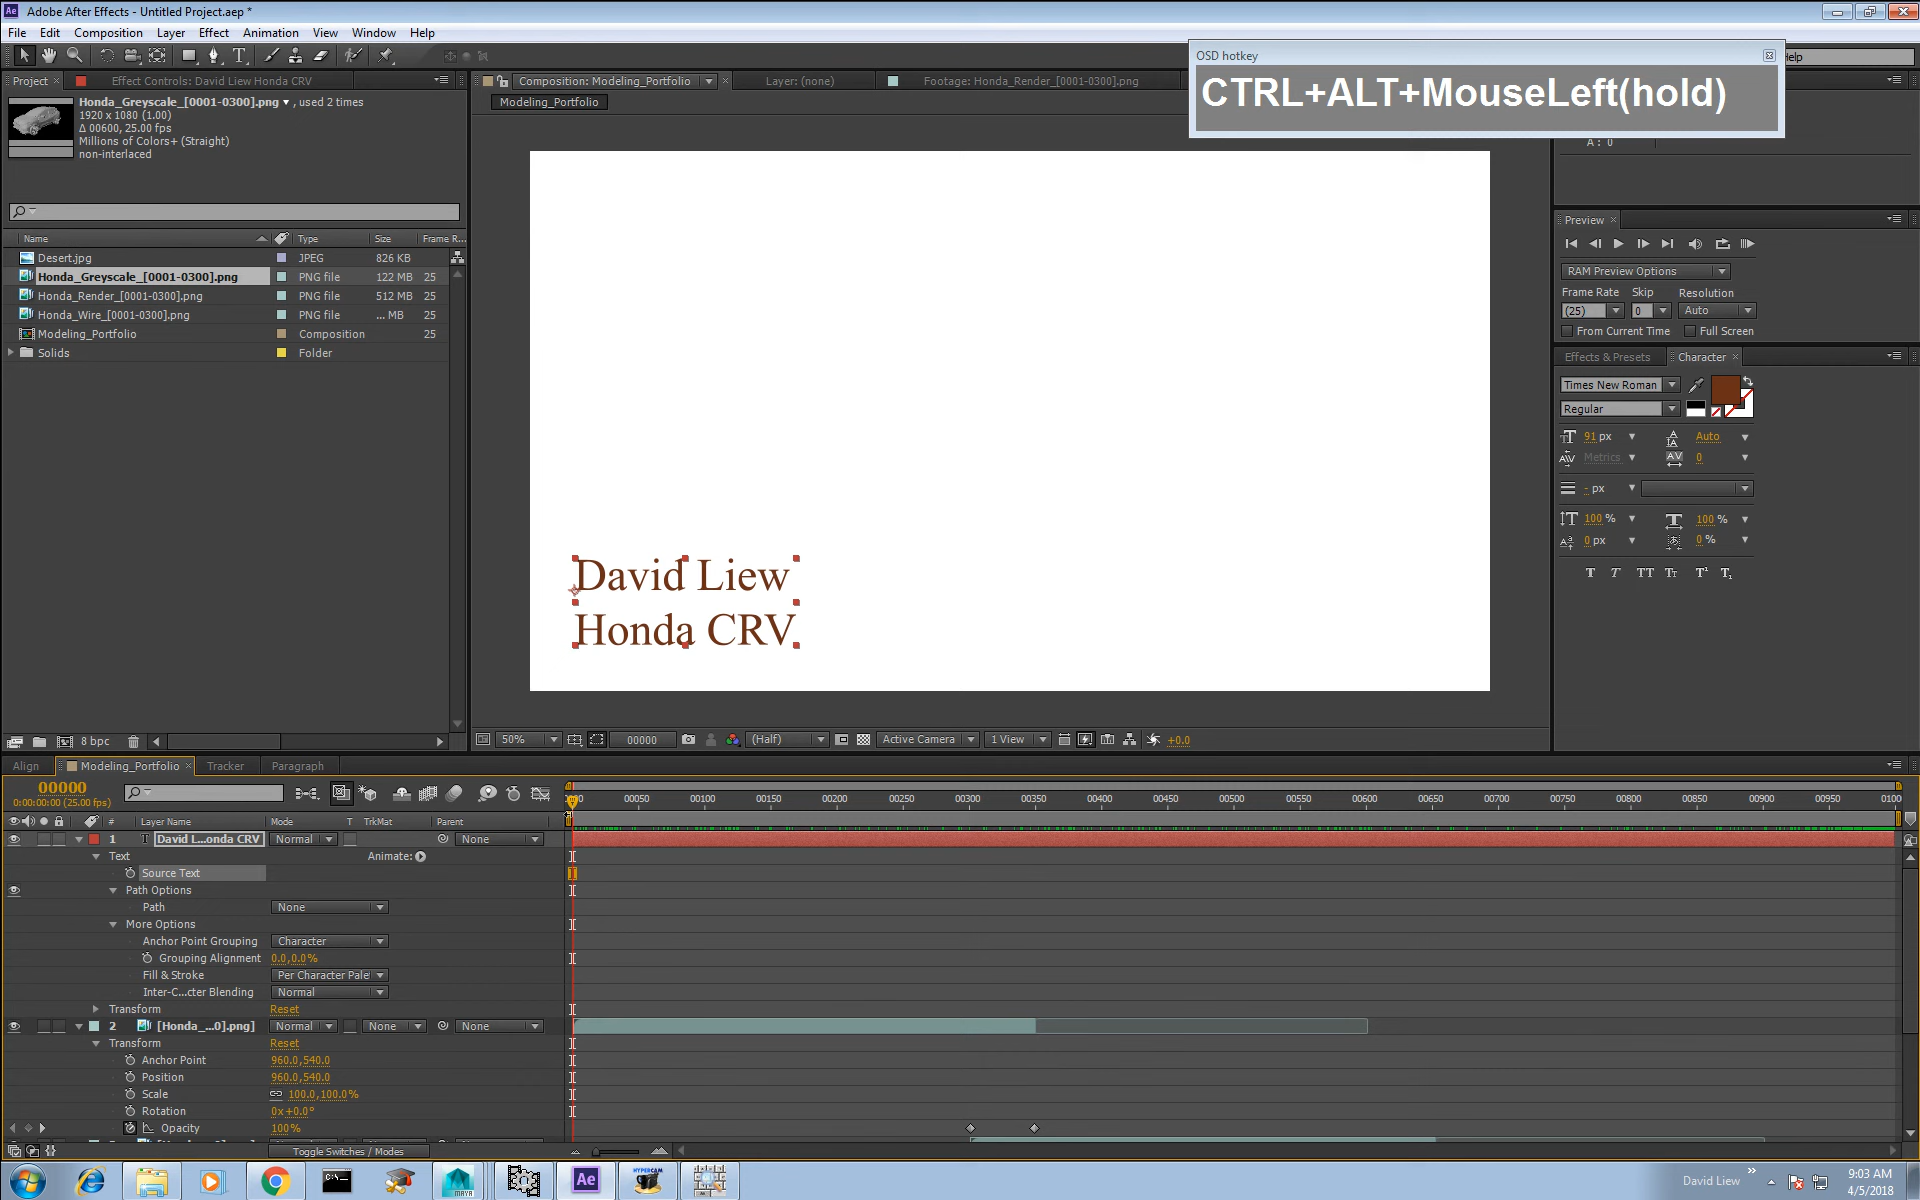 Adobe After Effects - Untitled Project.aep *
File Edit Composition Layer Effect Animation View Window Help
OSD hotkey
CTRL+ALT+MouseLeft(hold)
Help
Project × Effect Controls: David Liew Honda CRV
Composition: Modeling_Portfolio × Layer: (none) Footage: Honda_Render_[0001-0300].png
Modeling_Portfolio
Honda_Greyscale_[0001-0300].png ▼, used 2 times
1920 x 1080 (1.00)
Δ 00600, 25.00 fps
Millions of Colors+ (Straight)
non-interlaced
A : 0
Name Type Size Frame R...
Desert.jpg JPEG 826 KB
Honda_Greyscale_[0001-0300].png PNG file 122 MB 25
Honda_Render_[0001-0300].png PNG file 512 MB 25
Honda_Wire_[0001-0300].png PNG file ... MB 25
Modeling_Portfolio Composition 25
Solids Folder
8 bpc
David Liew
Honda CRV
50% 00000 (Half) Active Camera 1 View +0.0
Preview ×
RAM Preview Options
Frame Rate Skip Resolution
(25) 0 Auto
From Current Time Full Screen
Effects & Presets Character ×
Times New Roman
Regular
91 px Auto
Metrics 0
- px
100 % 100 %
0 px 0 %
T T TT Tt T¹ T₁
Align Modeling_Portfolio × Tracker Paragraph
00000
0:00:00:00 (25.00 fps)
00050 00100 00150 00200 00250 00300 00350 00400 00450 00500 00550 00600 00650 00700 00750 00800 00850 00900 00950 0100
# Layer Name Mode T TrkMat Parent
1 T David L...onda CRV Normal None
Text Animate:
Source Text
Path Options
Path None
More Options
Anchor Point Grouping Character
Grouping Alignment 0.0,0.0%
Fill & Stroke Per Character Pale
Inter-C...cter Blending Normal
Transform Reset
2 [Honda_...0].png] Normal None None
Transform Reset
Anchor Point 960.0,540.0
Position 960.0,540.0
Scale 100.0,100.0%
Rotation 0x+0.0°
Opacity 100%
Toggle Switches / Modes
C:\
MAYA
Ae
HYPERCAM
David Liew
9:03 AM
4/5/2018